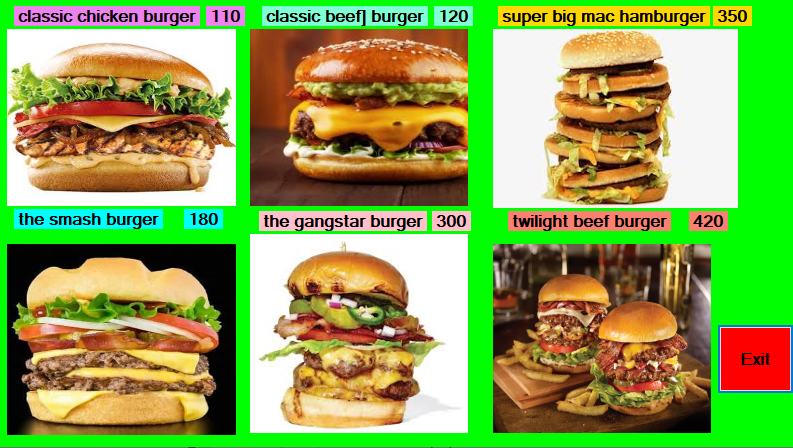 classic chicken burger 110 classic beef] burger 120 super big mac hamburger 350
the smash burger 180 the gangstar burger 300 twilight beef burger 420
Exit